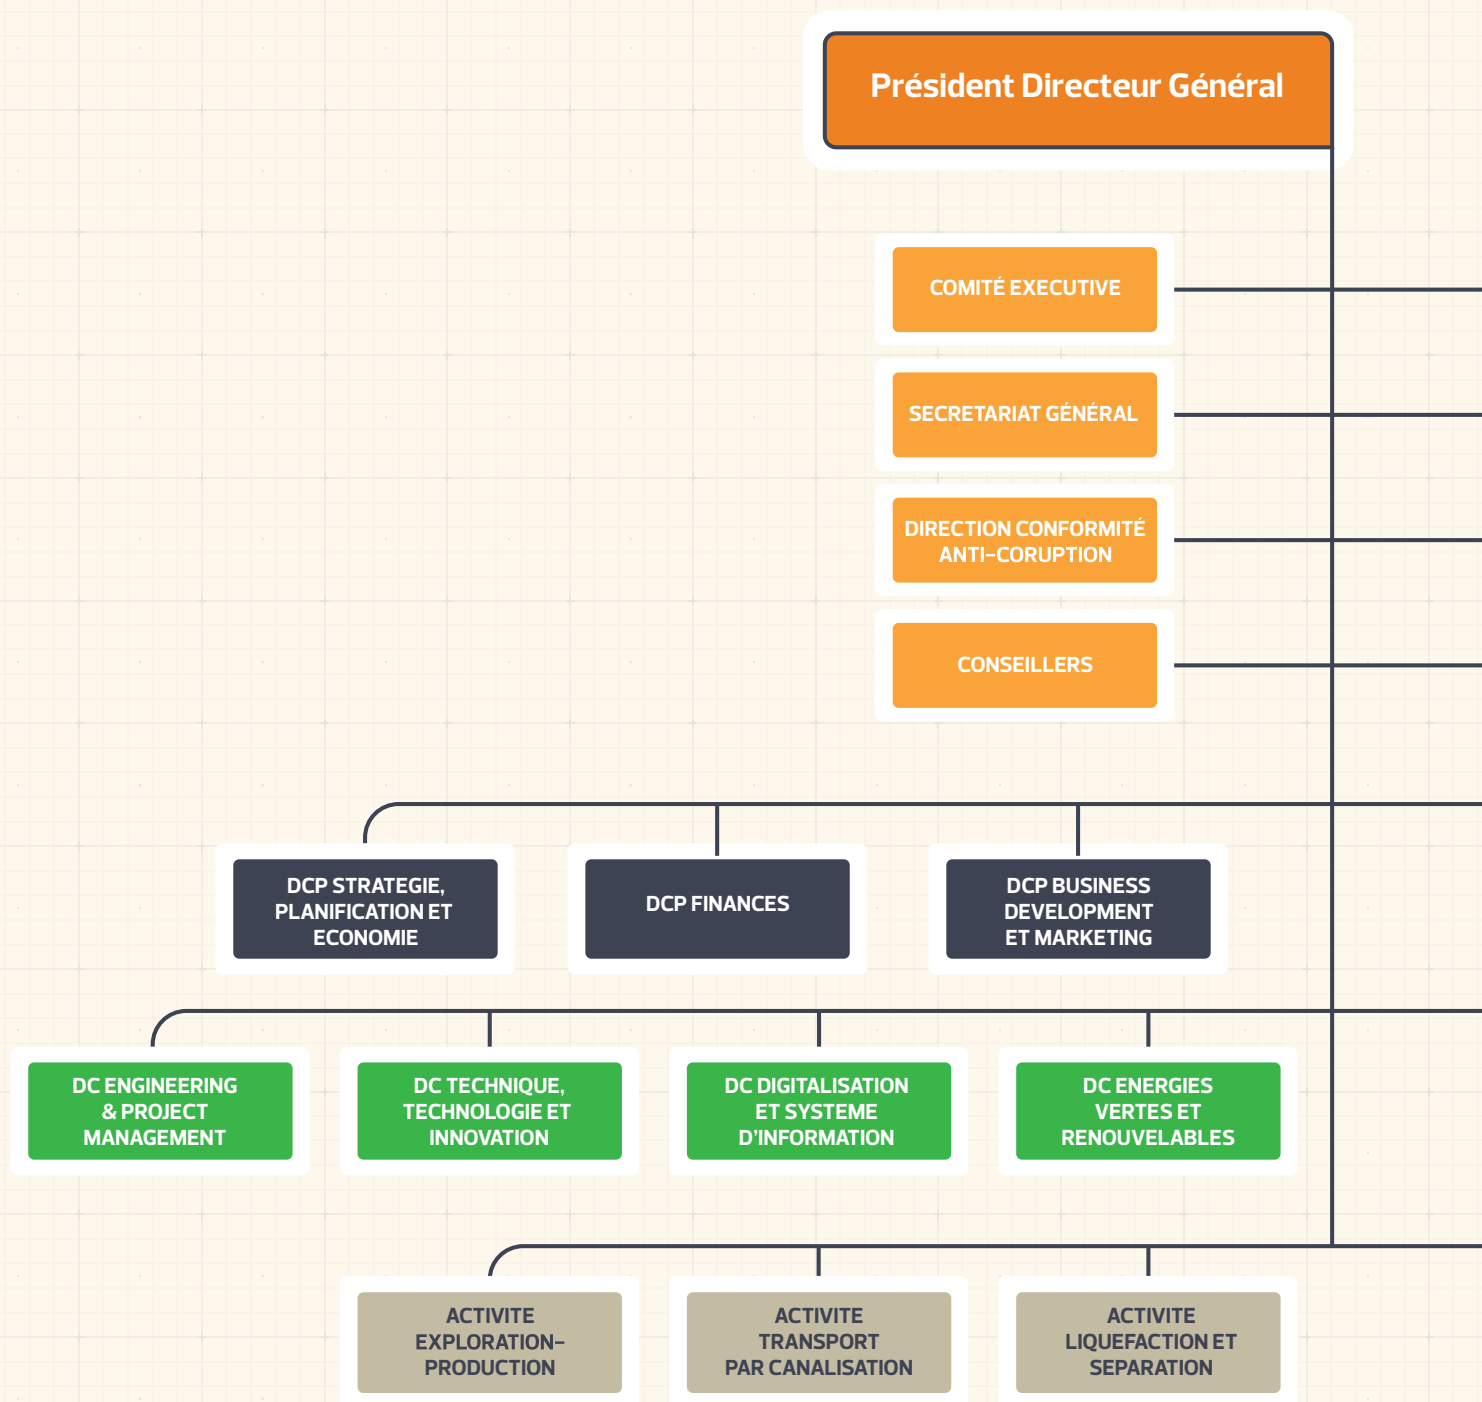 Président Directeur Général
COMITÉ EXECUTIVE
SECRETARIAT GÉNÉRAL
DIRECTION CONFORMITÉ
ANTI-CORUPTION
CONSEILLERS
DCP STRATEGIE,
PLANIFICATION ET
ECONOMIE
DCP FINANCES
DCP BUSINESS
DEVELOPMENT
ET MARKETING
DC ENGINEERING
& PROJECT
MANAGEMENT
DC TECHNIQUE,
TECHNOLOGIE ET
INNOVATION
DC DIGITALISATION
ET SYSTEME
D'INFORMATION
DC ENERGIES
VERTES ET
RENOUVELABLES
ACTIVITE
EXPLORATION-
PRODUCTION
ACTIVITE
TRANSPORT
PAR CANALISATION
ACTIVITE
LIQUEFACTION ET
SEPARATION